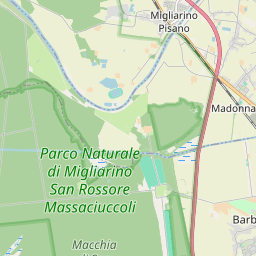 Migliarino
Pisano
Madonna
Parco Naturale
di Migliarino
San Rossore
Massaciuccoli
Barb
Macchia